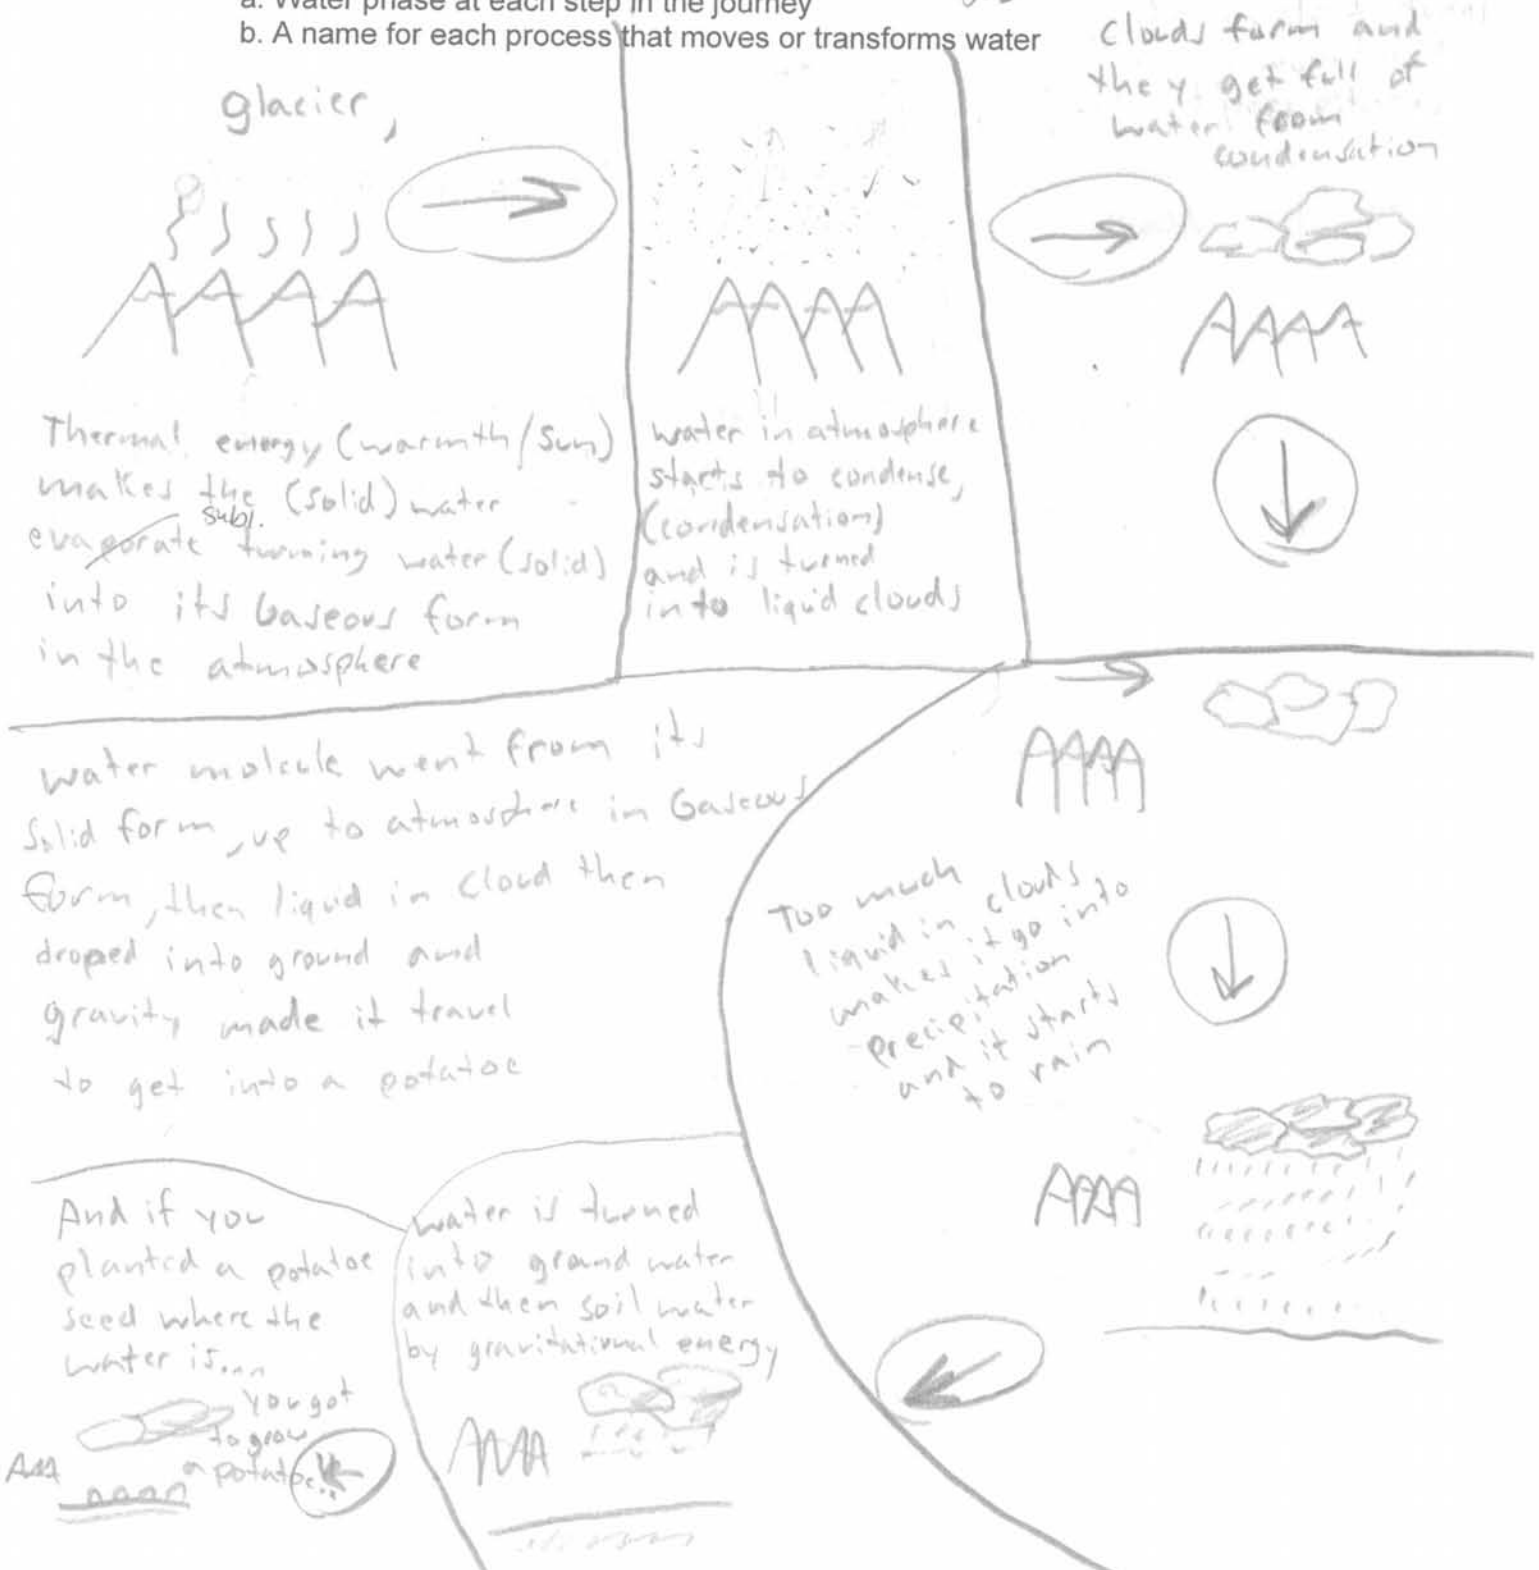 a. Water phase at each step in the journey
b. A name for each process that moves or transforms water
glacier,
Thermal energy (warmth/Sun)
makes the (solid) water
subl.
evaporate turning water (solid)
into its Gaseous form
in the atmosphere
water in atmosphere
starts to condense,
(condensation)
and is turned
into liquid clouds
Clouds form and
they get full of
water from
condensation
Too much
liquid in clouds
makes it go into
precipitation
and it starts
to rain
water is turned
into ground water
and then soil water
by gravitational energy
And if you
planted a potatoe
seed where the
water is....
you got
to grow
a potatoe...
water molcule went from its
Solid form, up to atmosphere in Gaseous
form, then liquid in cloud then
droped into ground and
gravity made it travel
to get into a potatoe